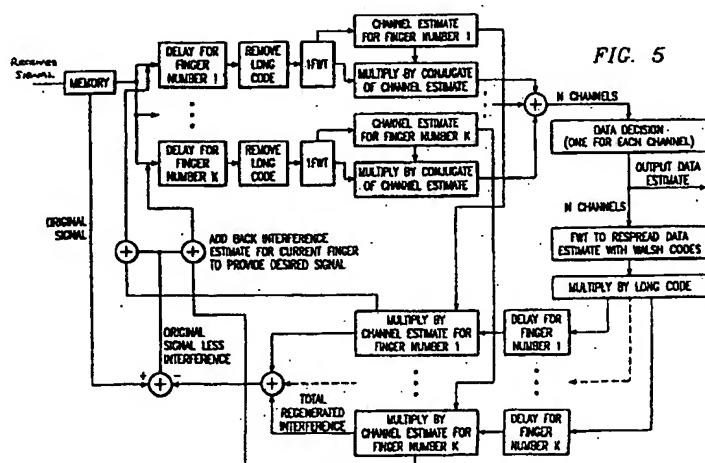 FIG. 5
RECEIVED
SIGNAL
MEMORY
DELAY FOR
FINGER
NUMBER 1
REMOVE
LONG
CODE
IFWT
CHANNEL ESTIMATE
FOR FINGER NUMBER 1
MULTIPLY BY CONJUGATE
OF CHANNEL ESTIMATE
DELAY FOR
FINGER
NUMBER K
REMOVE
LONG
CODE
IFWT
CHANNEL ESTIMATE
FOR FINGER NUMBER K
MULTIPLY BY CONJUGATE
OF CHANNEL ESTIMATE
N CHANNELS
DATA DECISION
(ONE FOR EACH CHANNEL)
OUTPUT DATA
ESTIMATE
N CHANNELS
FWT TO RESPREAD DATA
ESTIMATE WITH WALSH CODES
MULTIPLY BY LONG CODE
ORIGINAL
SIGNAL
ADD BACK INTERFERENCE
ESTIMATE FOR CURRENT FINGER
TO PROVIDE DESIRED SIGNAL
ORIGINAL
SIGNAL LESS
INTERFERENCE
+
-
MULTIPLY BY
CHANNEL ESTIMATE FOR
FINGER NUMBER 1
DELAY FOR
FINGER
NUMBER 1
TOTAL
REGENERATED
INTERFERENCE
MULTIPLY BY
CHANNEL ESTIMATE FOR
FINGER NUMBER K
DELAY FOR
FINGER
NUMBER K